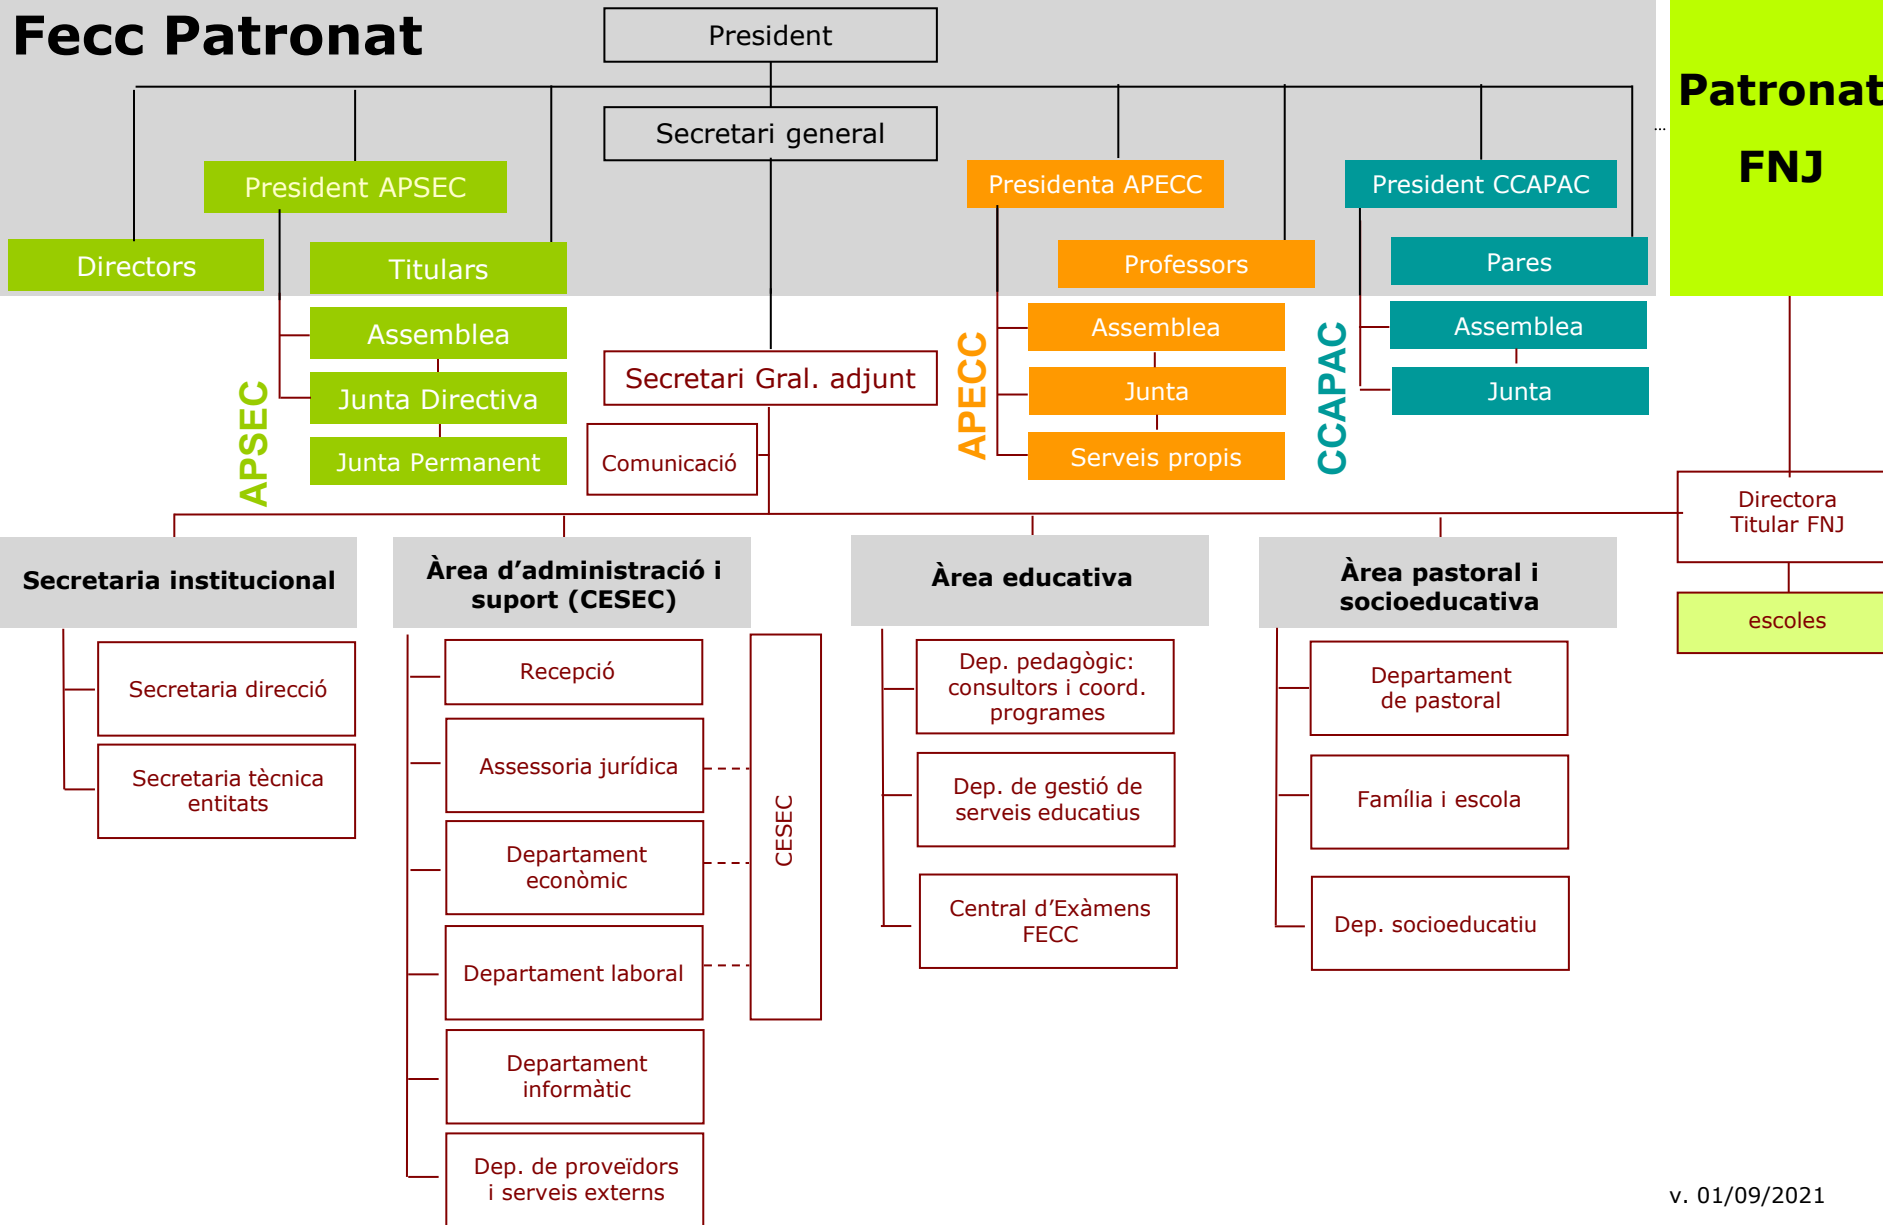 Fecc Patronat
President
Patronat
FNJ
Secretari general
...
President APSEC
Presidenta APECC
President CCAPAC
Directors
Titulars
Professors
Pares
Assemblea
Junta Directiva
Junta Permanent
APSEC
Secretari Gral. adjunt
Comunicació
APECC
Assemblea
Junta
Serveis propis
CCAPAC
Assemblea
Junta
Directora
Titular FNJ
escoles
Secretaria institucional
Secretaria direcció
Secretaria tècnica
entitats
Àrea d’administració i
suport (CESEC)
Recepció
Assessoria jurídica
Departament
econòmic
Departament laboral
Departament
informàtic
Dep. de proveïdors
i serveis externs
CESEC
Àrea educativa
Dep. pedagògic:
consultors i coord.
programes
Dep. de gestió de
serveis educatius
Central d’Exàmens
FECC
Àrea pastoral i
socioeducativa
Departament
de pastoral
Família i escola
Dep. socioeducatiu
v. 01/09/2021